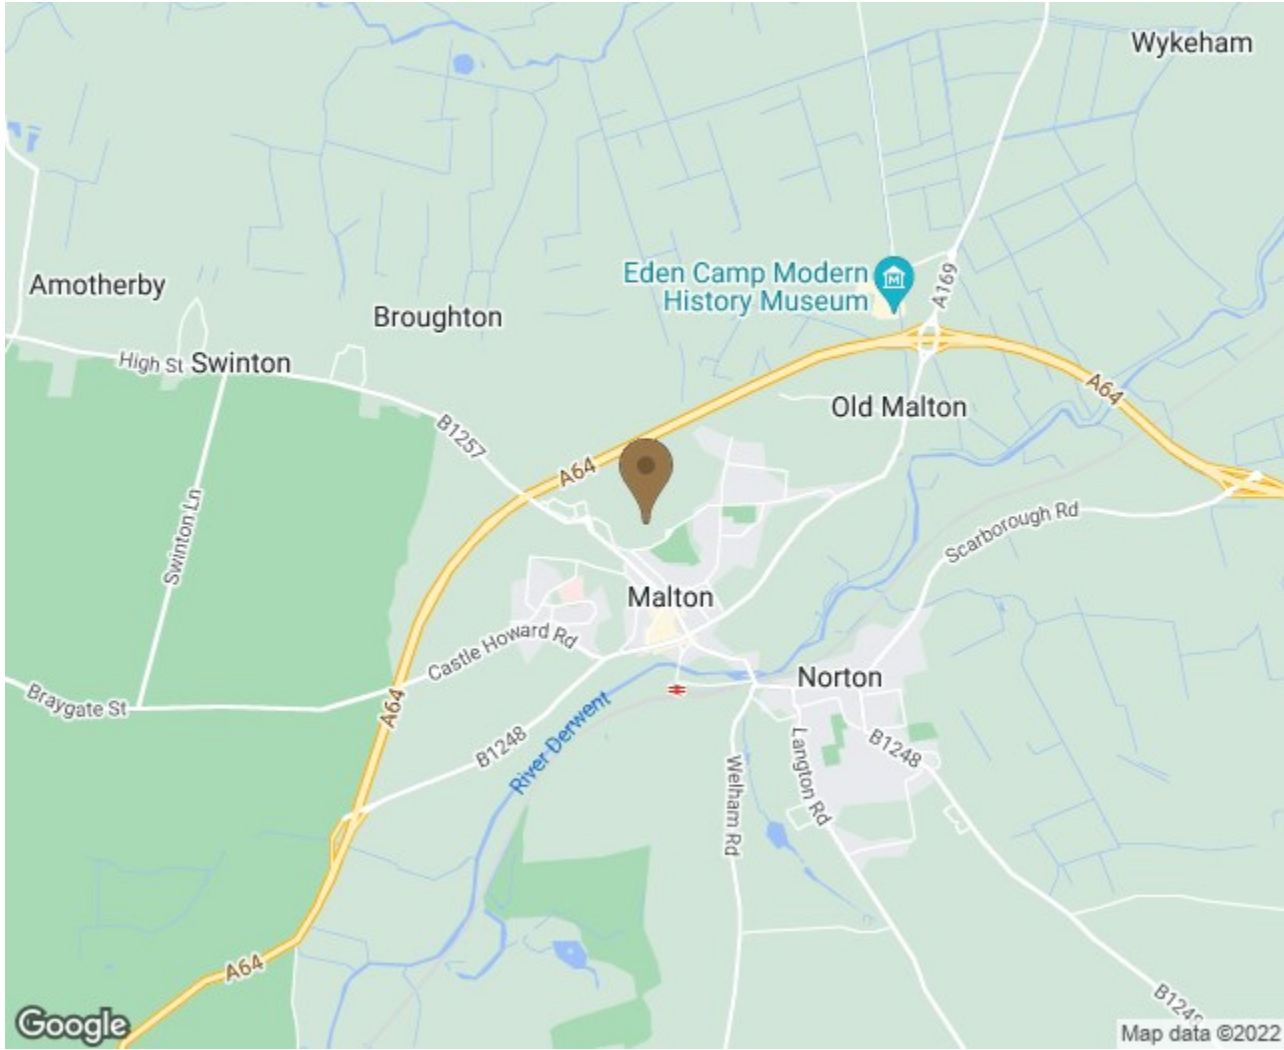 Wykeham
Eden Camp Modern
History Museum
A169
Amotherby
Broughton
High St
Swinton
A64
Old Malton
B1257
A64
Swinton Ln
Scarborough Rd
Malton
Castle Howard Rd
Norton
Braygate St
A64
River Derwent
B1248
Langton Rd
B1248
Welham Rd
A64
B1248
Google
Map data ©2022